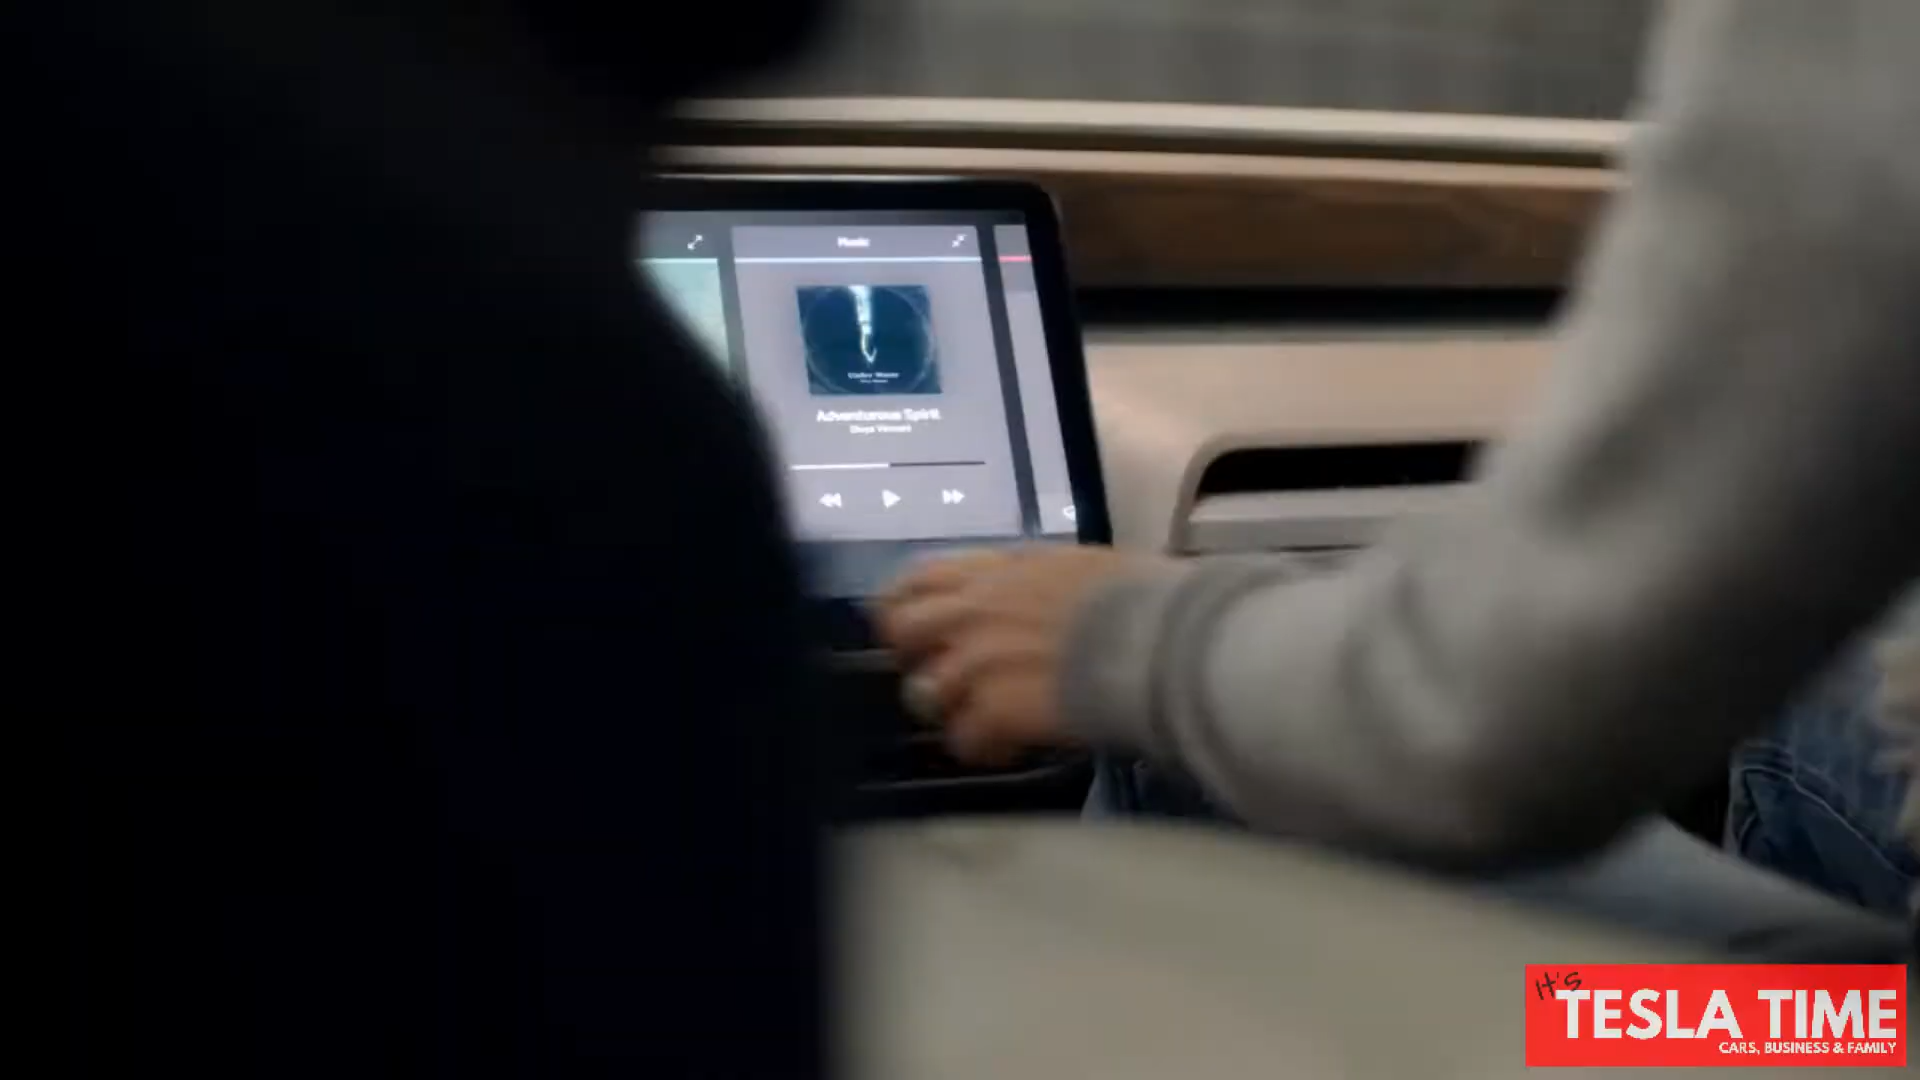 Music
Adventurous Spirit
IT'S
TESLA TIME
CARS, BUSINESS & FAMILY